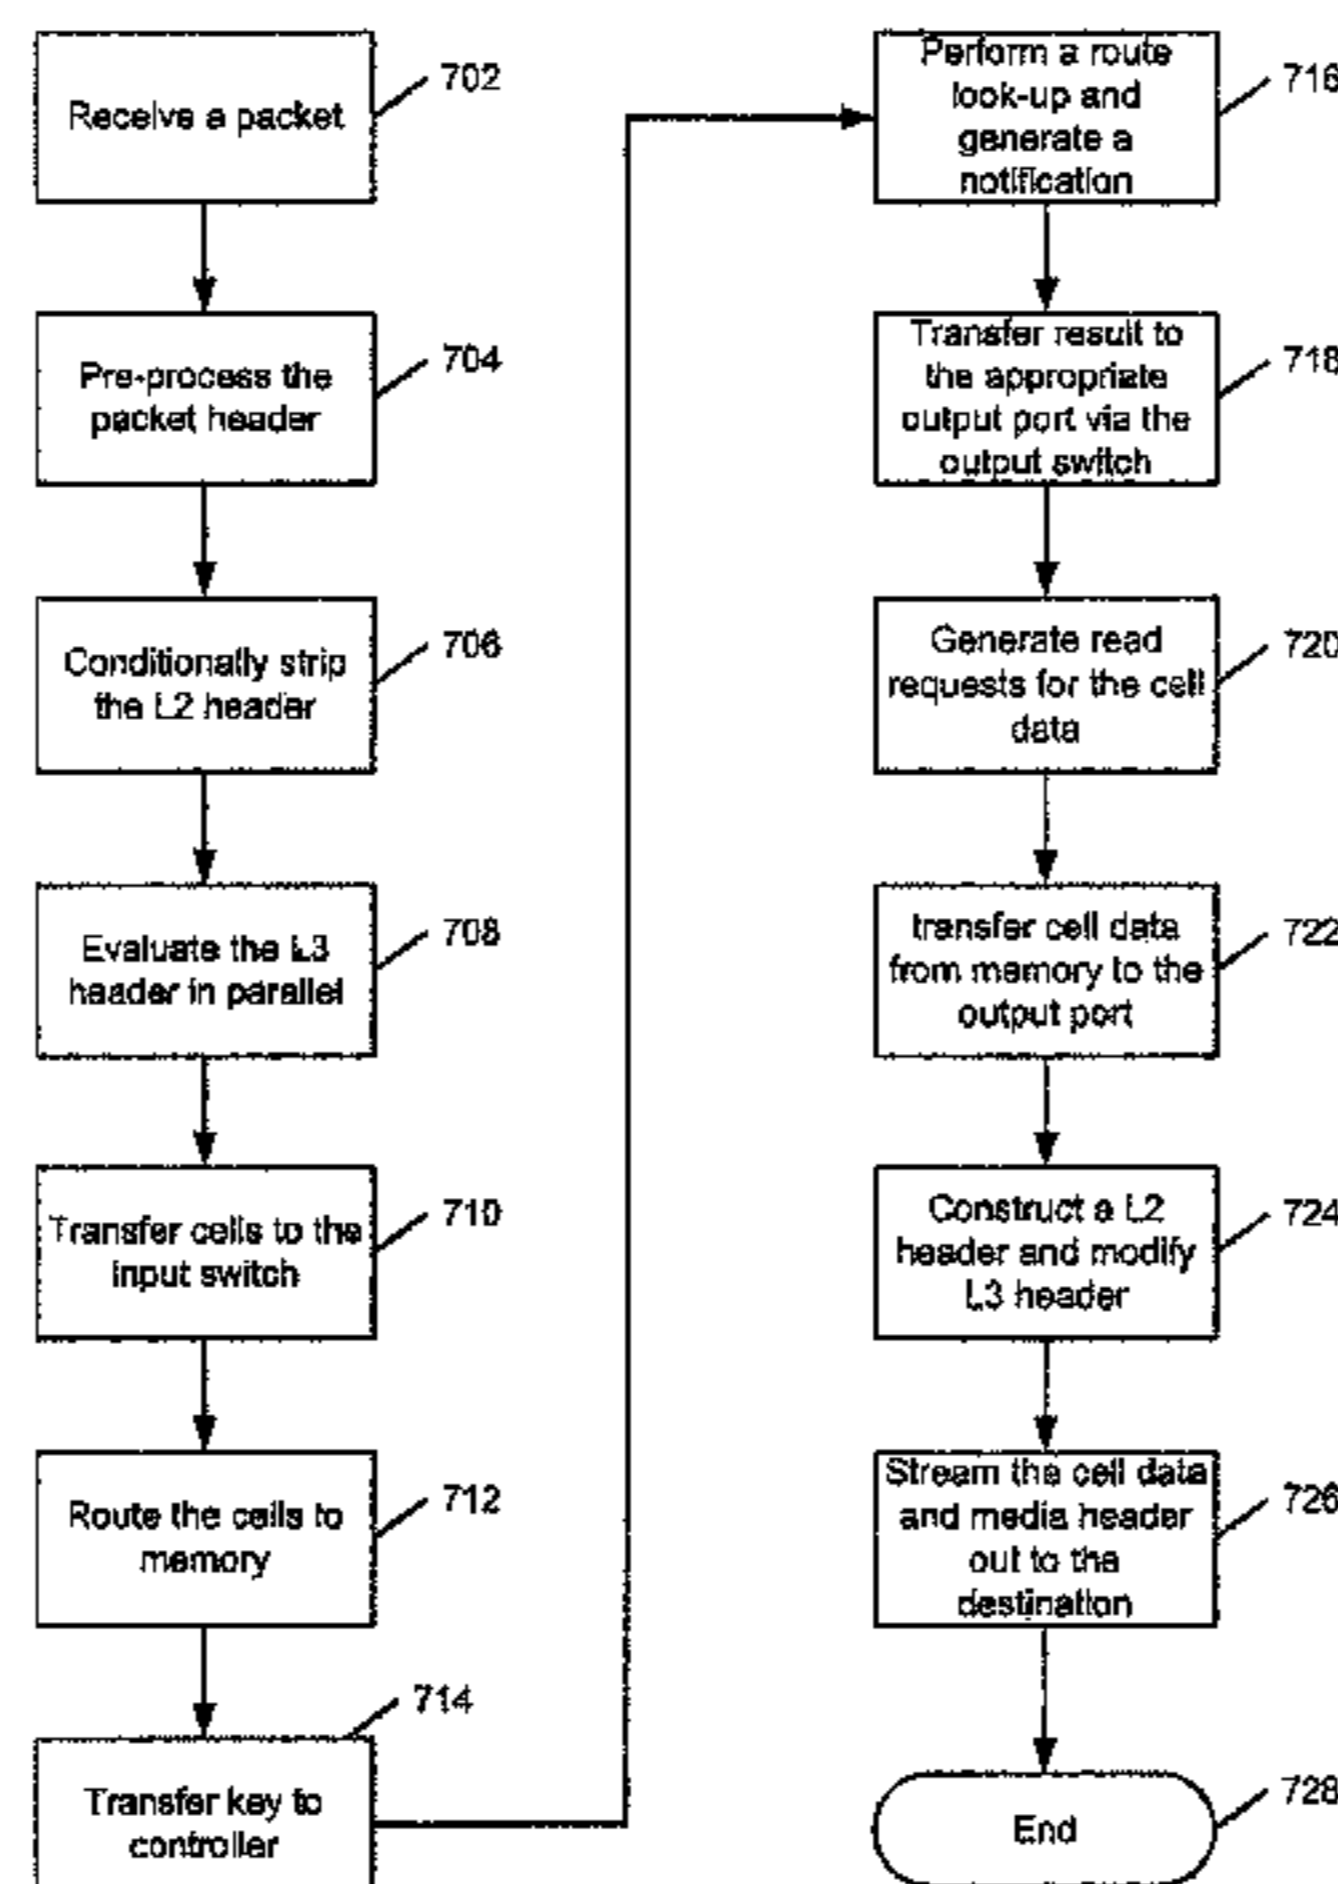 Receive a packet
702
Pre-process the
packet header
704
Conditionally strip
the L2 header
706
Evaluate the L3
header in parallel
708
Transfer cells to the
input switch
710
Route the cells to
memory
712
Transfer key to
controller
714
Perform a route
look-up and
generate a
notification
716
Transfer result to
the appropriate
output port via the
output switch
718
Generate read
requests for the cell
data
720
transfer cell data
from memory to the
output port
722
Construct a L2
header and modify
L3 header
724
Stream the cell data
and media header
out to the
destination
726
End
728